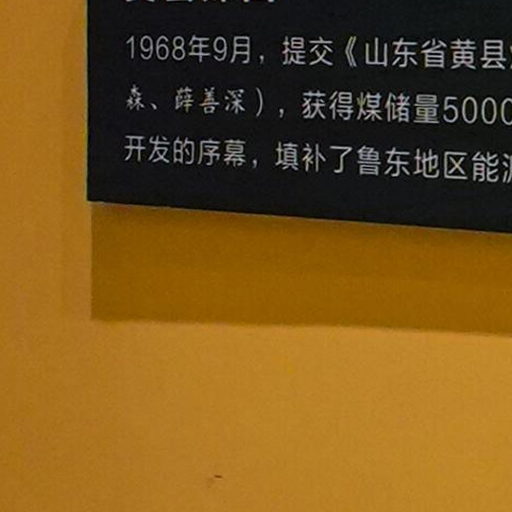 1968年9月，提交《山东省黄县
森、薛善深），获得煤储量5000
开发的序幕，填补了鲁东地区能